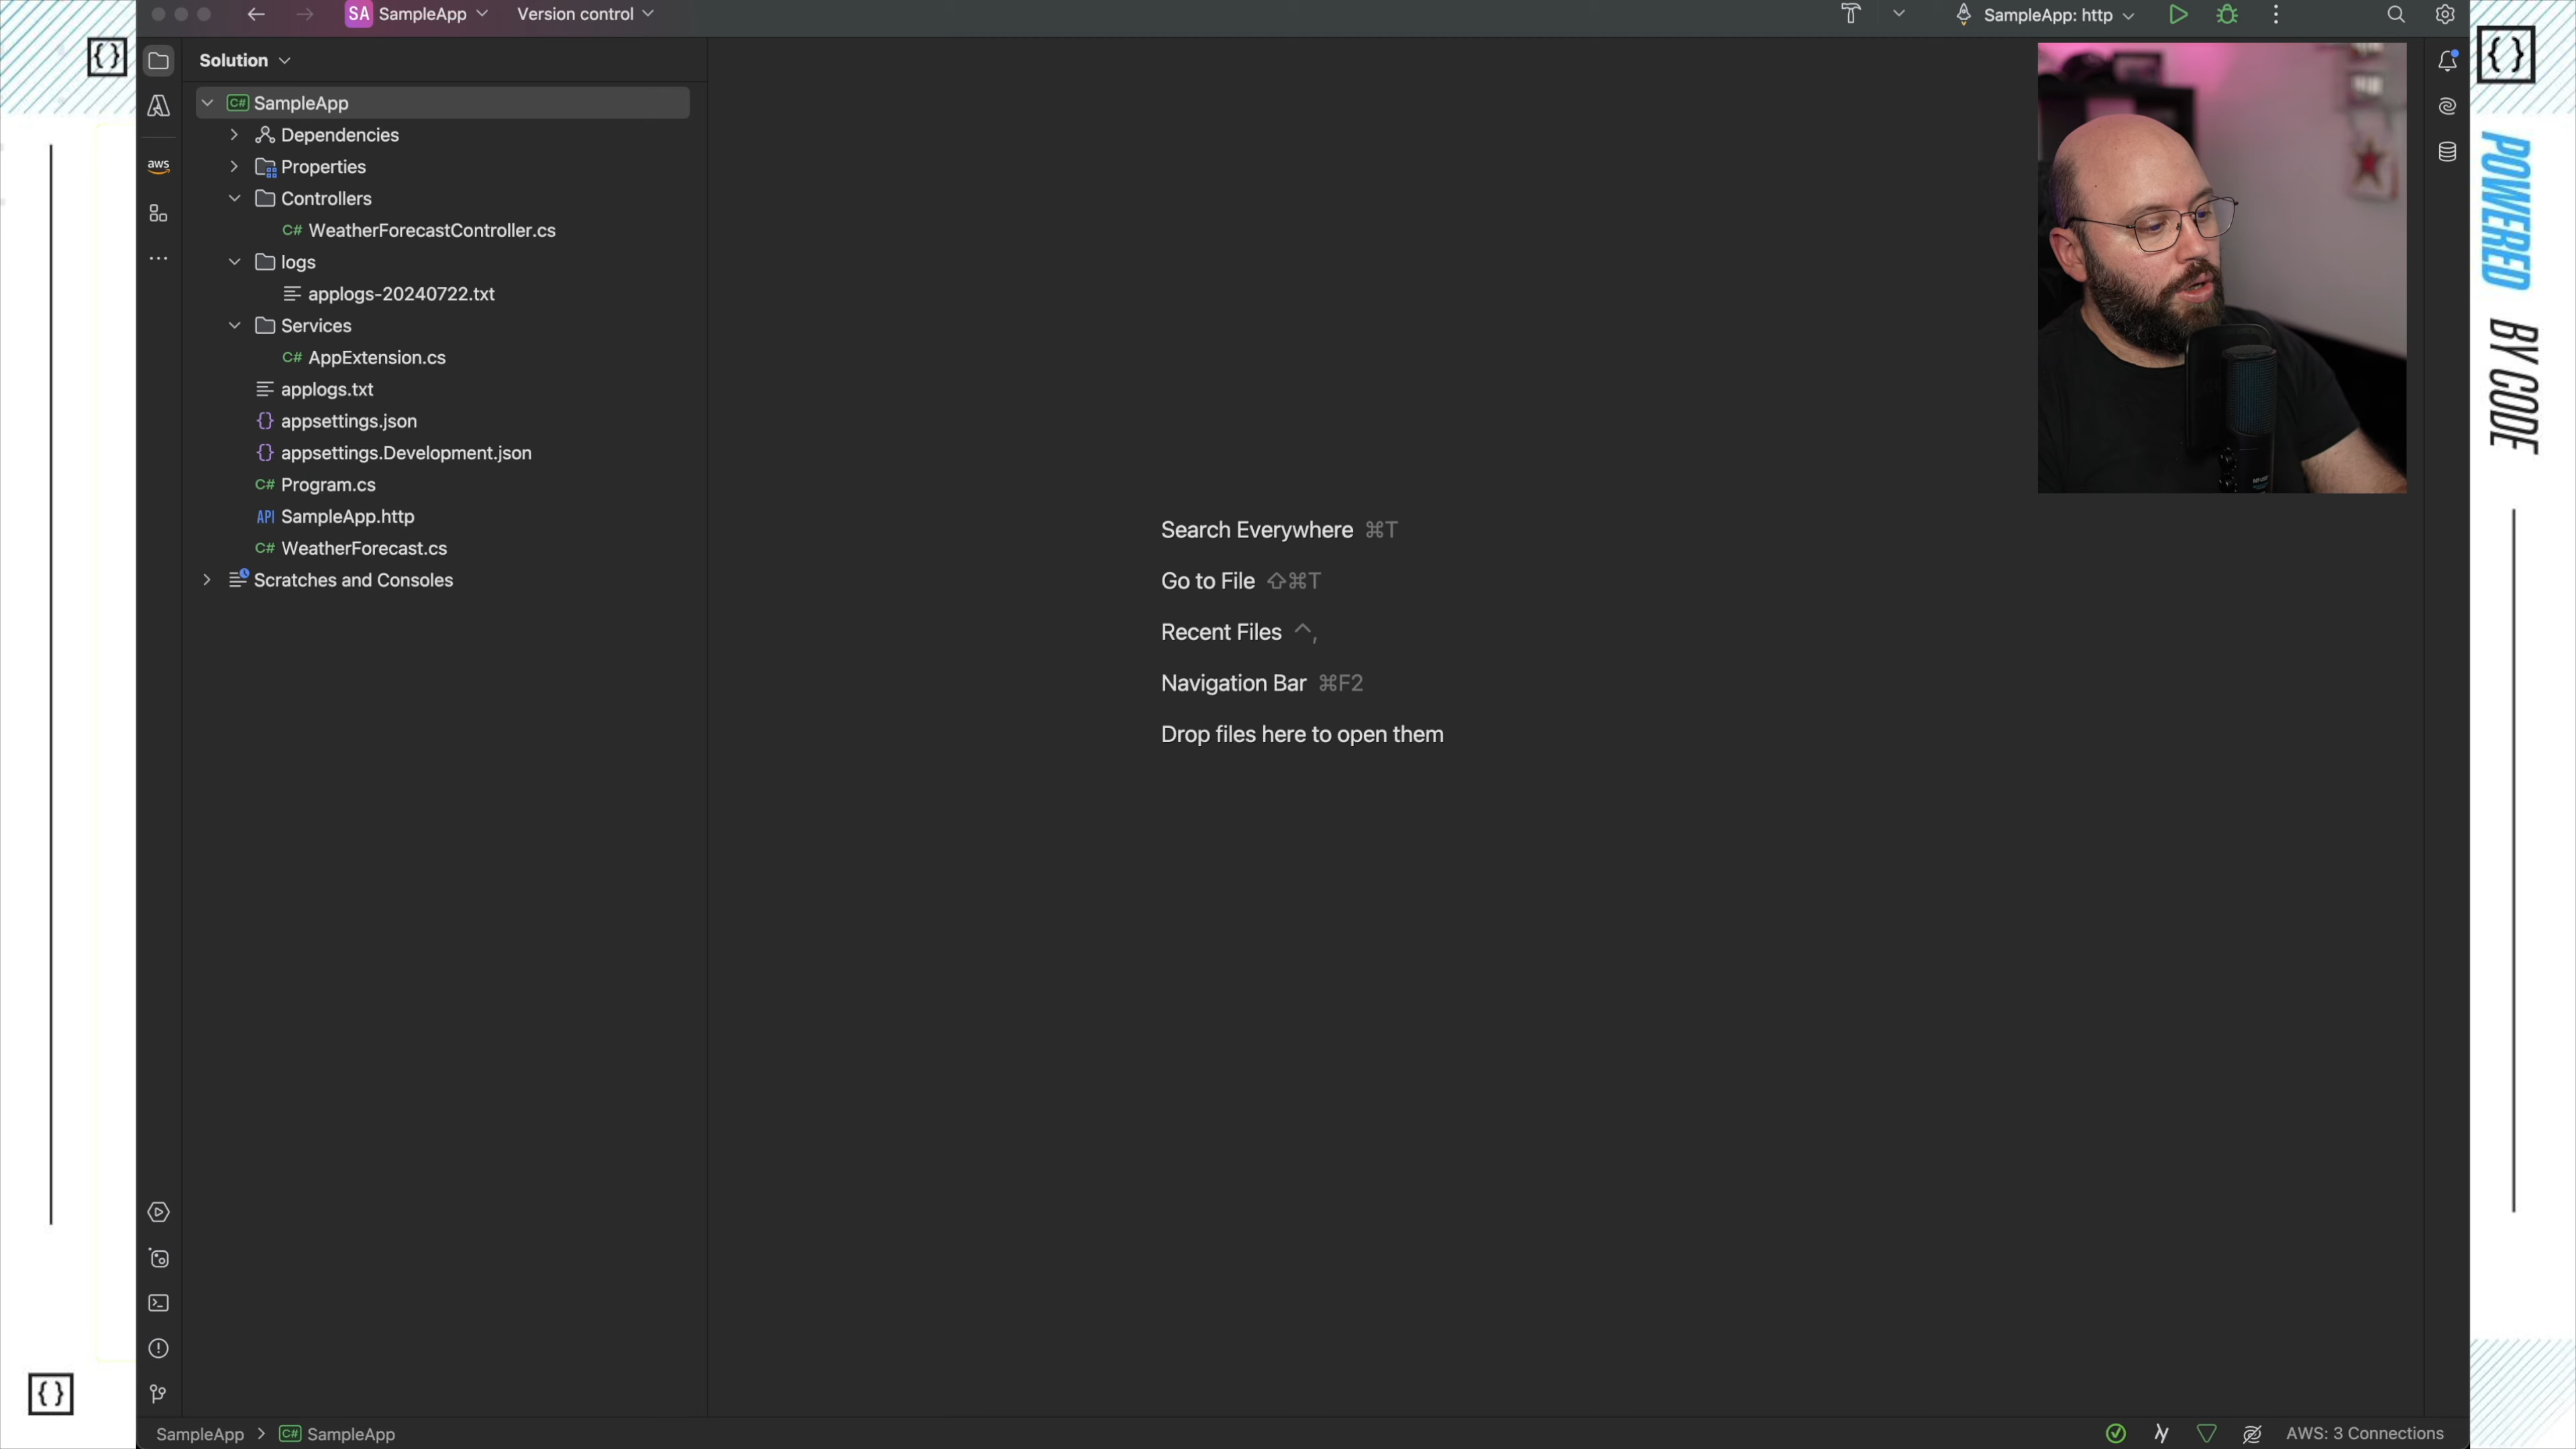 SA SampleApp Version control
SampleApp: http
Solution
C# SampleApp
Dependencies
Properties
Controllers
C# WeatherForecastController.cs
logs
applogs-20240722.txt
Services
C# AppExtension.cs
applogs.txt
{} appsettings.json
{} appsettings.Development.json
C# Program.cs
API SampleApp.http
C# WeatherForecast.cs
Scratches and Consoles
aws
Search Everywhere ⌘T
Go to File ⇧⌘T
Recent Files ^,
Navigation Bar ⌘F2
Drop files here to open them
{}
{}
POWERED BY CODE
{}
SampleApp > C# SampleApp
AWS: 3 Connections